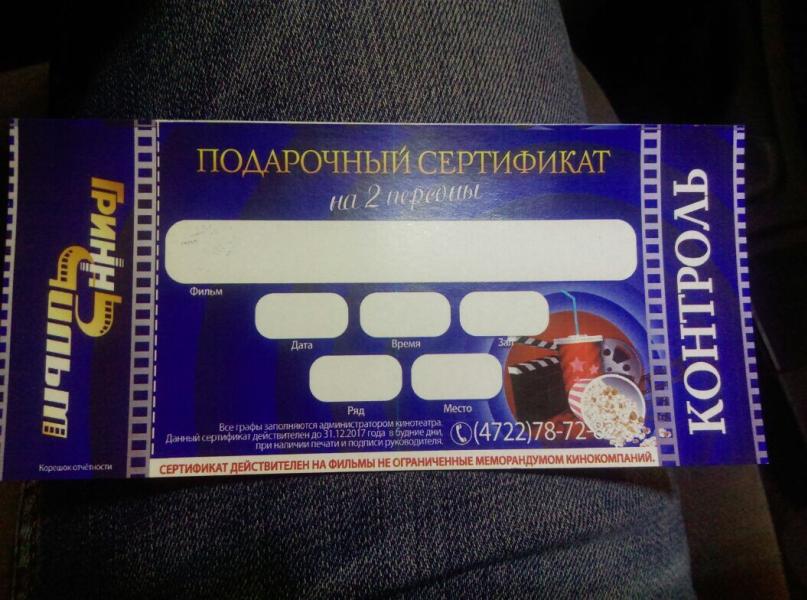 ГРИНН
ФИЛЬМ
Корешок отчётности
ПОДАРОЧНЫЙ СЕРТИФИКАТ
на 2 персоны
Фильм
Дата
Время
Зал
Ряд
Место
Все графы заполняются администратором кинотеатра.
Данный сертификат действителен до 31.12.2017 года в будние дни,
при наличии печати и подписи руководителя.
(4722)78-72-
СЕРТИФИКАТ ДЕЙСТВИТЕЛЕН НА ФИЛЬМЫ НЕ ОГРАНИЧЕННЫЕ МЕМОРАНДУМОМ КИНОКОМПАНИЙ.
КОНТРОЛЬ